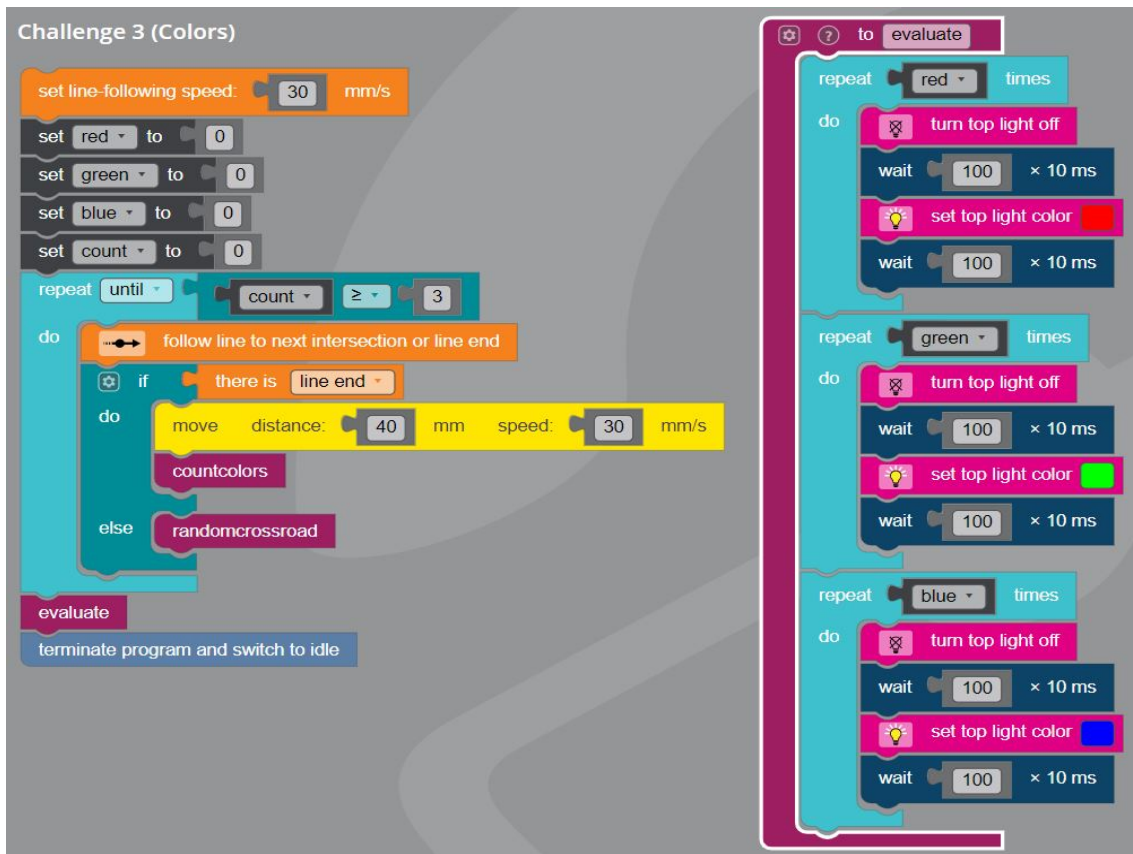 Challenge 3 (Colors)
set line-following speed: 30 mm/s
set red to 0
set green to 0
set blue to 0
set count to 0
repeat until count ≥ 3
do follow line to next intersection or line end
if there is line end
do move distance: 40 mm speed: 30 mm/s
countcolors
else randomcrossroad
evaluate
terminate program and switch to idle
? to evaluate
repeat red times
do turn top light off
wait 100 × 10 ms
set top light color
wait 100 × 10 ms
repeat green times
do turn top light off
wait 100 × 10 ms
set top light color
wait 100 × 10 ms
repeat blue times
do turn top light off
wait 100 × 10 ms
set top light color
wait 100 × 10 ms